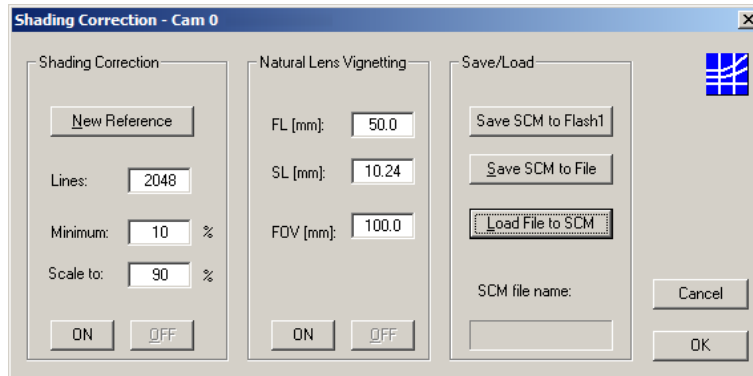 Shading Correction - Cam 0
Shading Correction
New Reference
Lines: 2048
Minimum: 10 %
Scale to: 90 %
ON OFF
Natural Lens Vignetting
FL [mm]: 50.0
SL [mm]: 10.24
FOV [mm]: 100.0
ON OFF
Save/Load
Save SCM to Flash1
Save SCM to File
Load File to SCM
SCM file name:
Cancel
OK